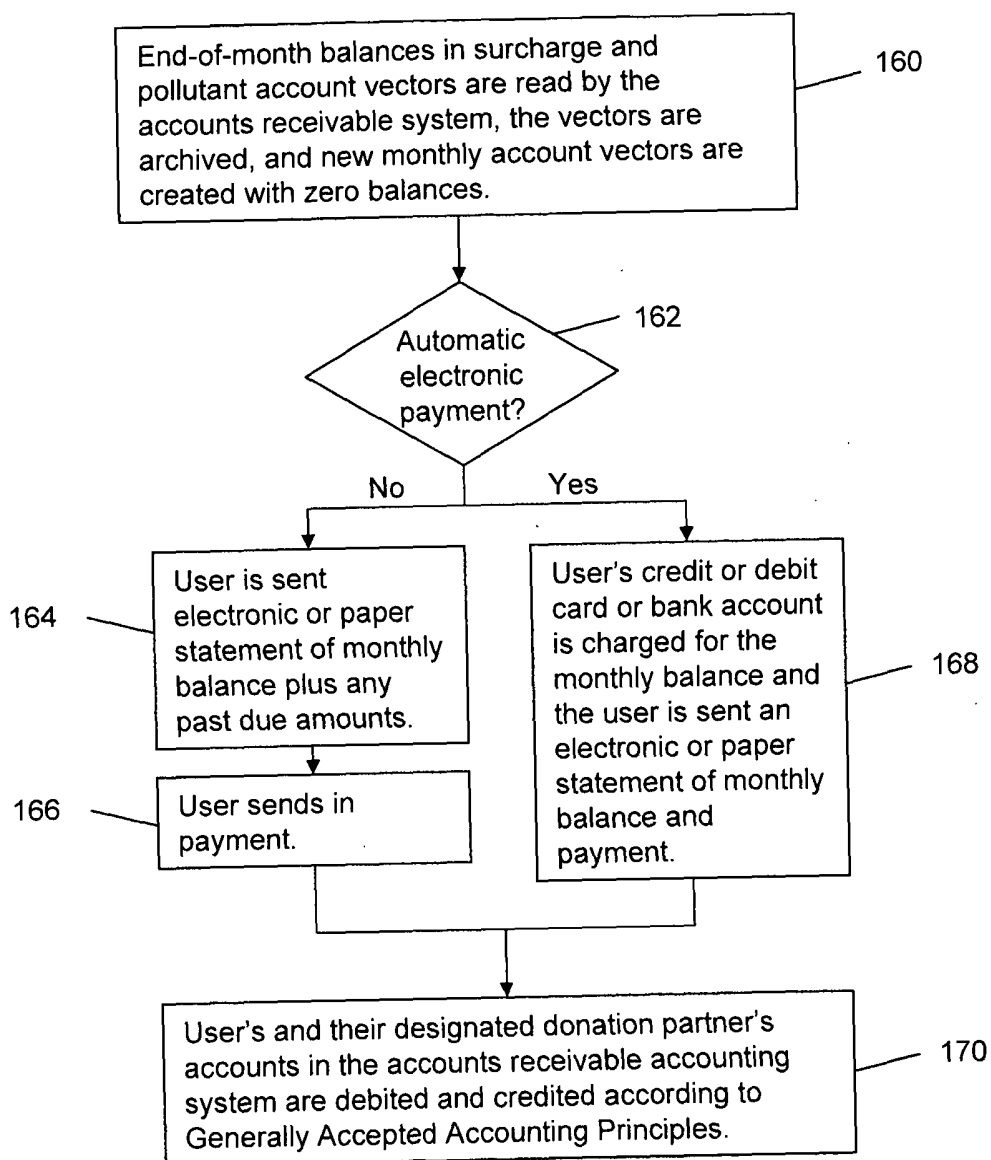 End-of-month balances in surcharge and
pollutant account vectors are read by the
accounts receivable system, the vectors are
archived, and new monthly account vectors are
created with zero balances.
160
Automatic
electronic
payment?
162
No
Yes
User is sent
electronic or paper
statement of monthly
balance plus any
past due amounts.
164
User sends in
payment.
166
User's credit or debit
card or bank account
is charged for the
monthly balance and
the user is sent an
electronic or paper
statement of monthly
balance and
payment.
168
User's and their designated donation partner's
accounts in the accounts receivable accounting
system are debited and credited according to
Generally Accepted Accounting Principles.
170